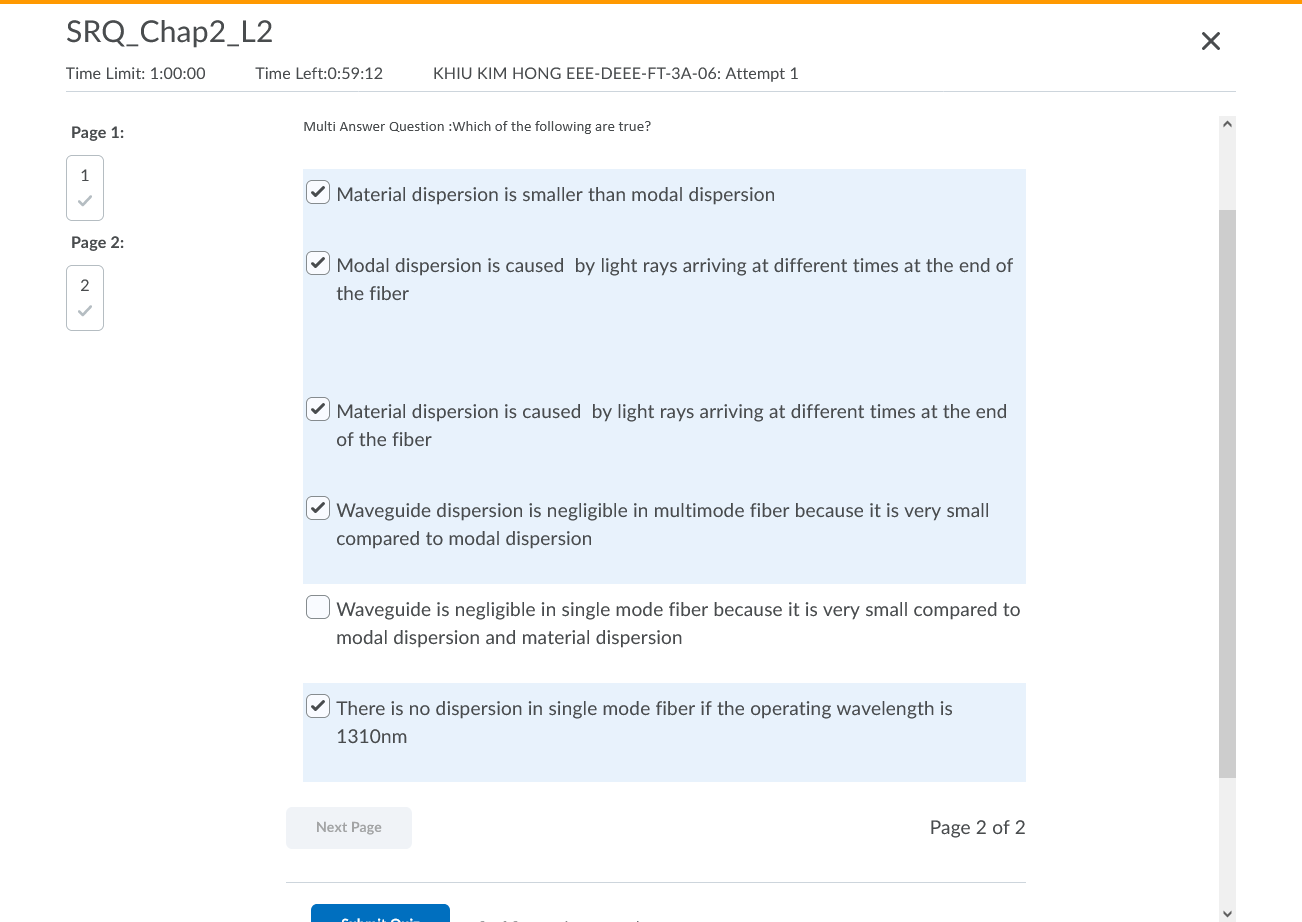 SRQ_Chap2_L2
Time Limit: 1:00:00 Time Left:0:59:12 KHIU KIM HONG EEE-DEEE-FT-3A-06: Attempt 1
Page 1:
1
Page 2:
2
Multi Answer Question :Which of the following are true?
Material dispersion is smaller than modal dispersion
Modal dispersion is caused  by light rays arriving at different times at the end of
the fiber
Material dispersion is caused  by light rays arriving at different times at the end
of the fiber
Waveguide dispersion is negligible in multimode fiber because it is very small
compared to modal dispersion
Waveguide is negligible in single mode fiber because it is very small compared to
modal dispersion and material dispersion
There is no dispersion in single mode fiber if the operating wavelength is
1310nm
Next Page
Page 2 of 2
Submit Quiz